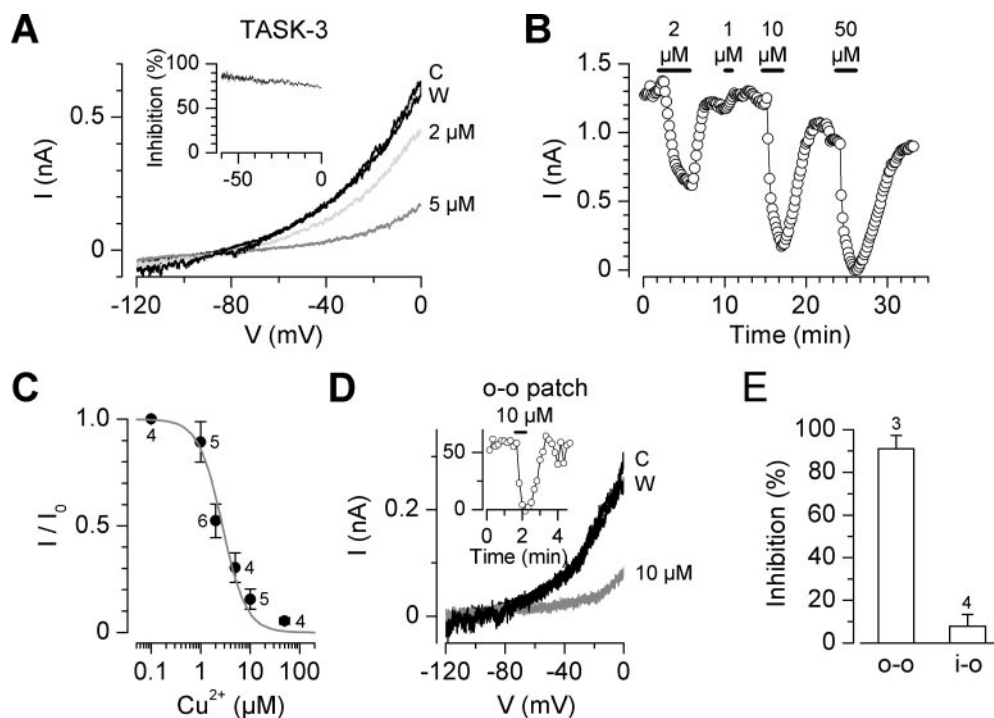 A
TASK-3
I (nA)
0.5
0
Inhibition (%)
100
50
0
-50
0
C
W
2 µM
5 µM
-120
-80
-40
0
V (mV)
B
2 1 10 50
µM µM µM µM
I (nA)
1.5
1.0
0.5
0
0 10 20 30
Time (min)
C
I / I0
1.0
0.5
0
4
5
6
4
5
4
0.1 1 10 100
Cu2+ (µM)
D
o-o patch
10 µM
50
0
0 2 4
Time (min)
I (nA)
0.2
0
C
W
10 µM
-120 -80 -40 0
V (mV)
E
Inhibition (%)
100
80
60
40
20
0
3
4
o-o i-o